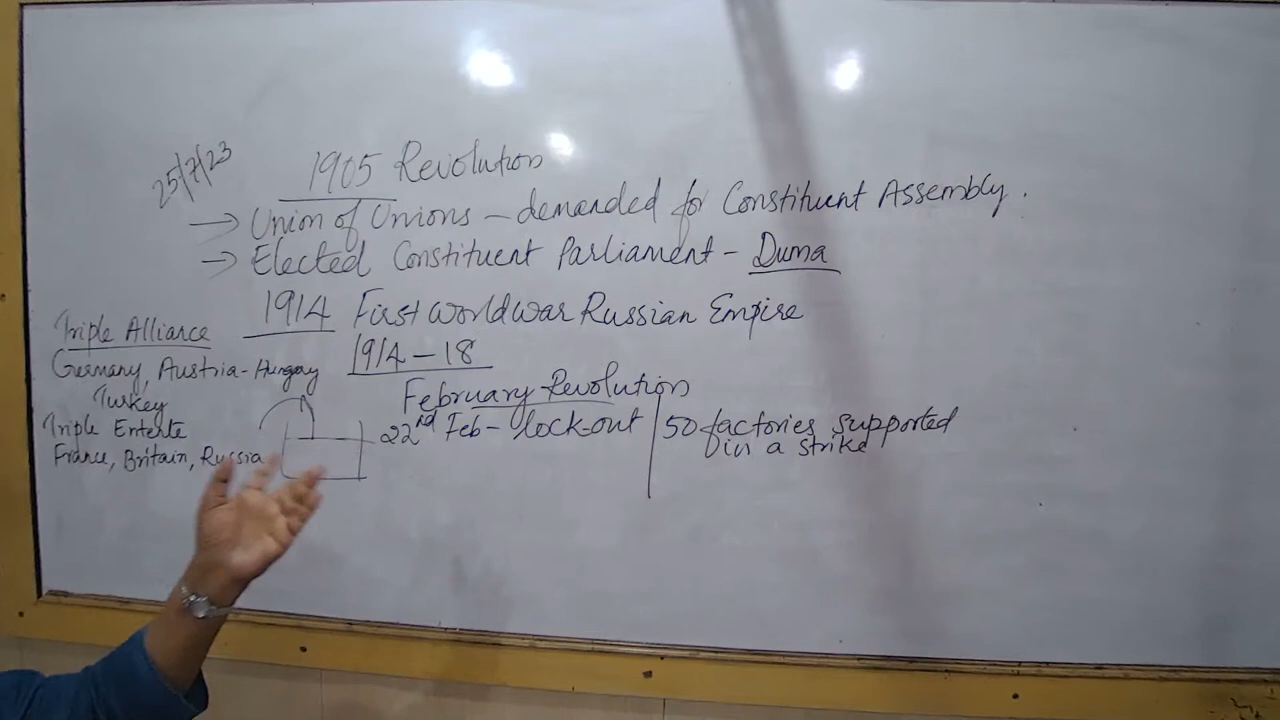 25/7/23
1905 Revolution
→ Union of Unions – demanded for Constituent Assembly.
→ Elected Constituent Parliament – Duma
1914 First World War Russian Empire
1914 – 18
Triple Alliance
Germany, Austria-Hungay
Turkey
Triple Entente
France, Britain, Russia
February Revolution
22nd Feb – lock-out
50 factories supported
in a strike